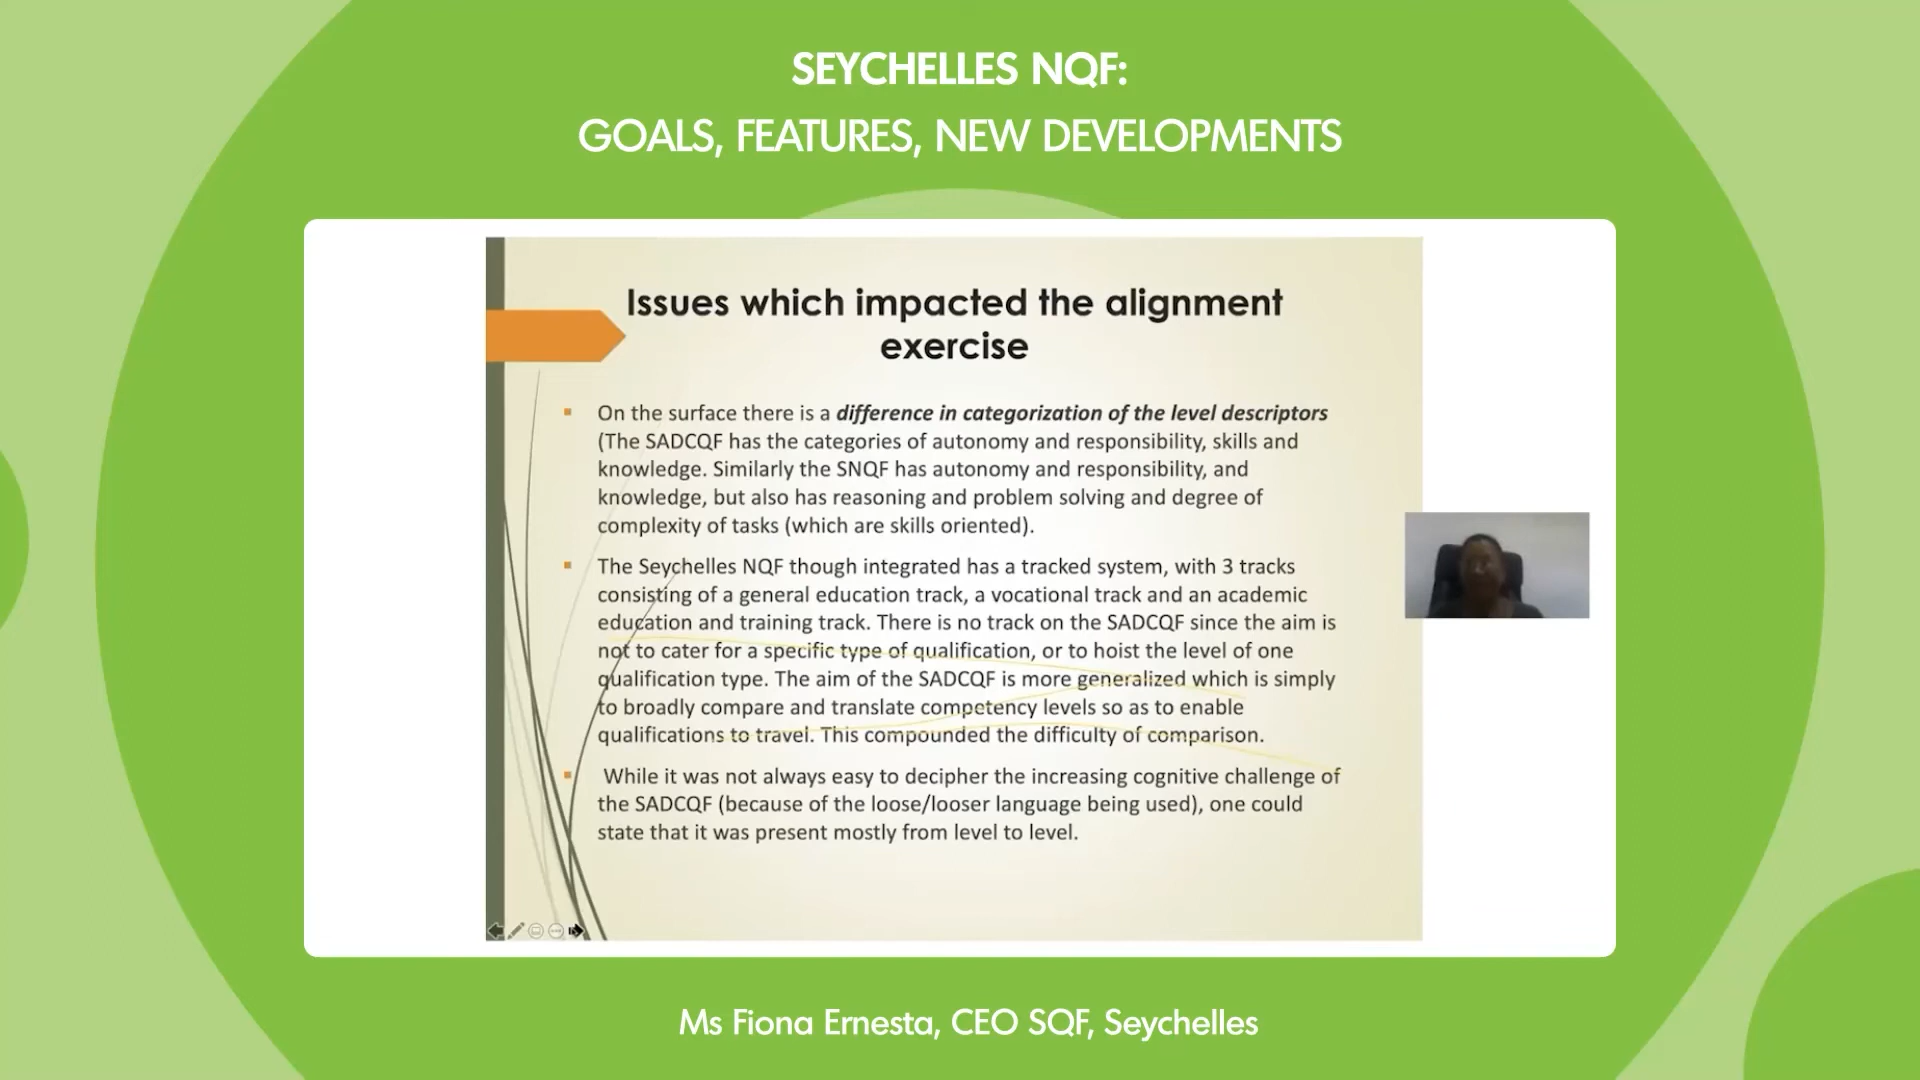 SEYCHELLES NQF:
GOALS, FEATURES, NEW DEVELOPMENTS
Issues which impacted the alignment
exercise
On the surface there is a difference in categorization of the level descriptors
(The SADCQF has the categories of autonomy and responsibility, skills and
knowledge. Similarly the SNQF has autonomy and responsibility, and
knowledge, but also has reasoning and problem solving and degree of
complexity of tasks (which are skills oriented).
The Seychelles NQF though integrated has a tracked system, with 3 tracks
consisting of a general education track, a vocational track and an academic
education and training track. There is no track on the SADCQF since the aim is
not to cater for a specific type of qualification, or to hoist the level of one
qualification type. The aim of the SADCQF is more generalized which is simply
to broadly compare and translate competency levels so as to enable
qualifications to travel. This compounded the difficulty of comparison.
While it was not always easy to decipher the increasing cognitive challenge of
the SADCQF (because of the loose/looser language being used), one could
state that it was present mostly from level to level.
Ms Fiona Ernesta, CEO SQF, Seychelles